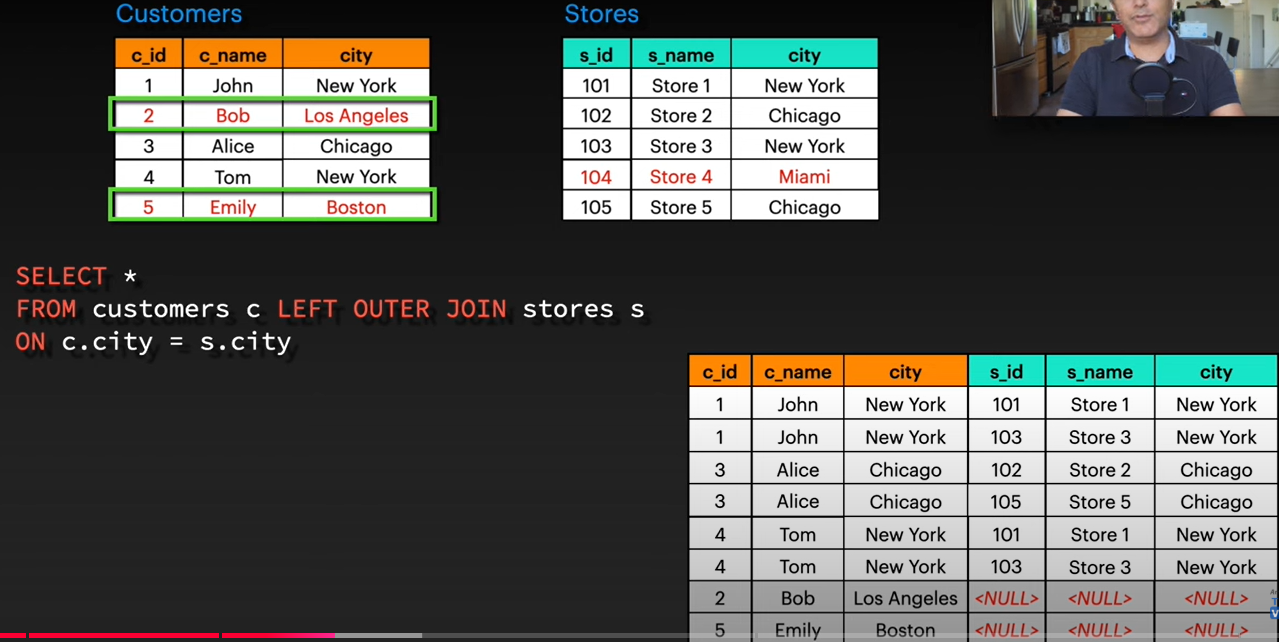 Customers
c_id c_name city
1 John New York
2 Bob Los Angeles
3 Alice Chicago
4 Tom New York
5 Emily Boston
Stores
s_id s_name city
101 Store 1 New York
102 Store 2 Chicago
103 Store 3 New York
104 Store 4 Miami
105 Store 5 Chicago
SELECT *
FROM customers c LEFT OUTER JOIN stores s
ON c.city = s.city
c_id c_name city s_id s_name city
1 John New York 101 Store 1 New York
1 John New York 103 Store 3 New York
3 Alice Chicago 102 Store 2 Chicago
3 Alice Chicago 105 Store 5 Chicago
4 Tom New York 101 Store 1 New York
4 Tom New York 103 Store 3 New York
2 Bob Los Angeles <NULL> <NULL> <NULL>
5 Emily Boston <NULL> <NULL> <NULL>